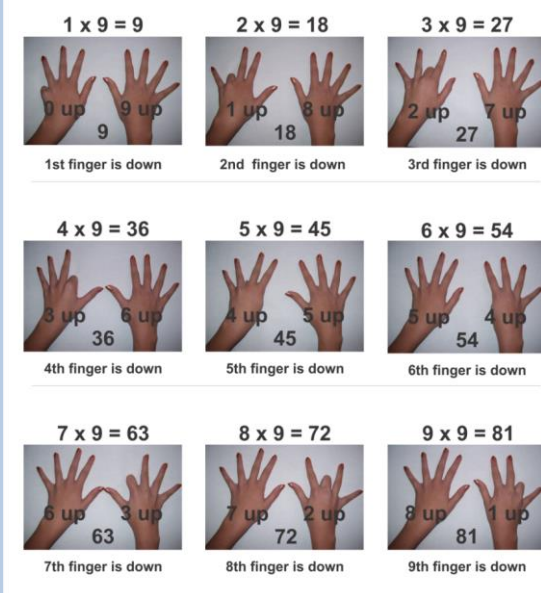 1 x 9 = 9
2 x 9 = 18
3 x 9 = 27
0 up 9 up
9
1 up 8 up
18
2 up 7 up
27
1st finger is down
2nd finger is down
3rd finger is down
4 x 9 = 36
5 x 9 = 45
6 x 9 = 54
3 up 6 up
36
4 up 5 up
45
5 up 4 up
54
4th finger is down
5th finger is down
6th finger is down
7 x 9 = 63
8 x 9 = 72
9 x 9 = 81
6 up 3 up
63
7 up 2 up
72
8 up 1 up
81
7th finger is down
8th finger is down
9th finger is down